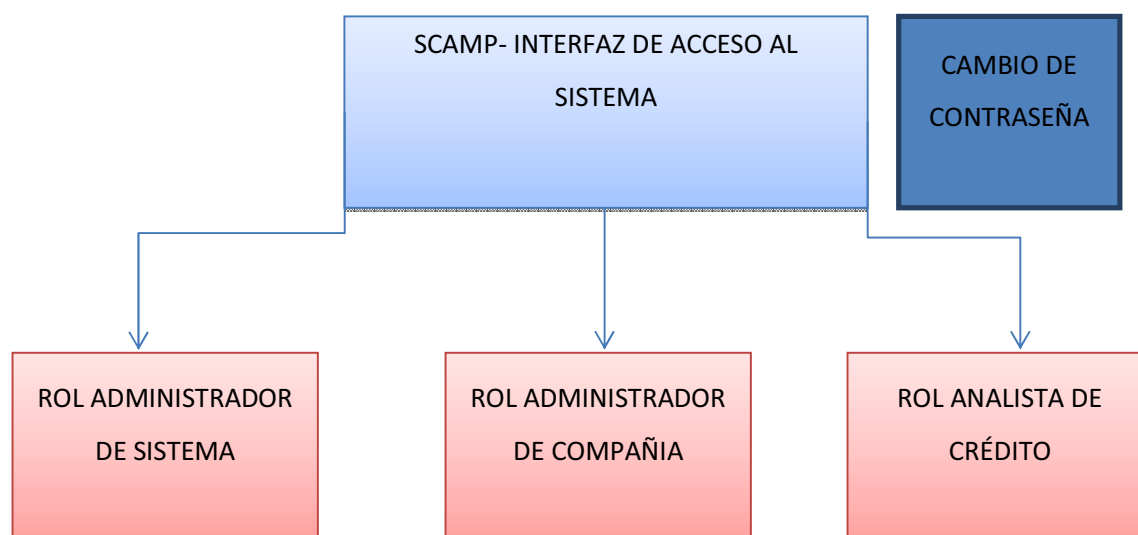 SCAMP- INTERFAZ DE ACCESO AL
SISTEMA
CAMBIO DE
CONTRASEÑA
ROL ADMINISTRADOR
DE SISTEMA
ROL ADMINISTRADOR
DE COMPAÑIA
ROL ANALISTA DE
CRÉDITO